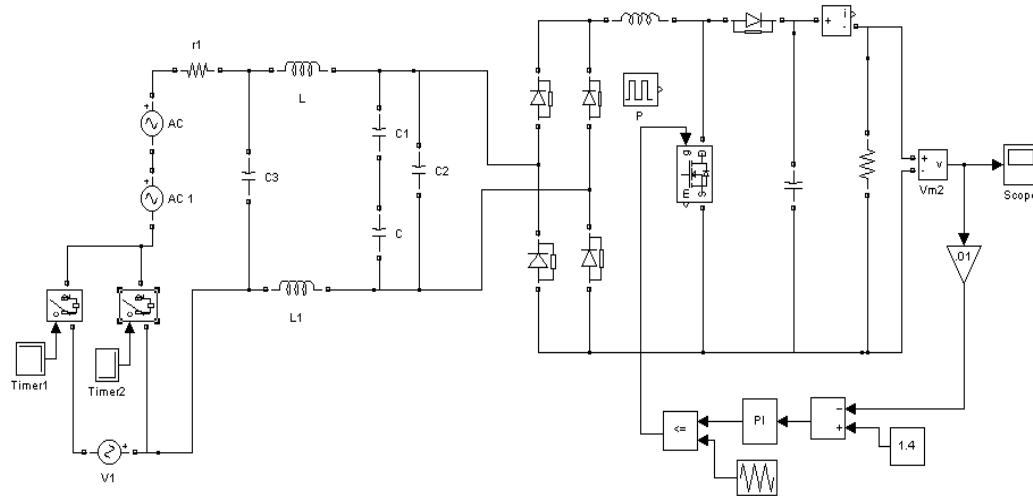 r1
i
+
-
L
AC
C1
P
g
D
C3
C2
m
S
+
-
v
Vm2
Scope
AC 1
C
.01
L1
Timer1
Timer2
<=
PI
−
+
1.4
V1